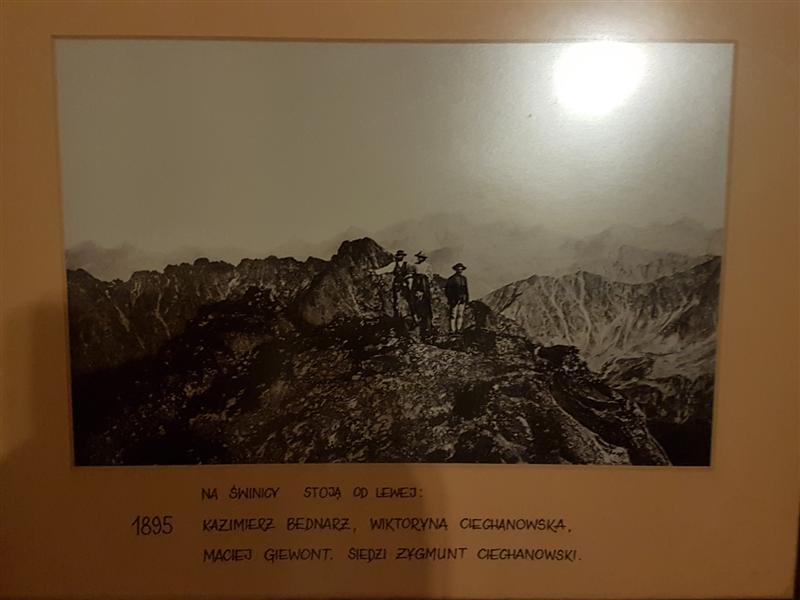 NA ŚWINICY STOJĄ OD LEWEJ:
1895 KAZIMIERZ BEDNARZ, WIKTORYNA CIECHANOWSKA,
MACIEJ GIEWONT. SIEDZI ZYGMUNT CIECHANOWSKI.